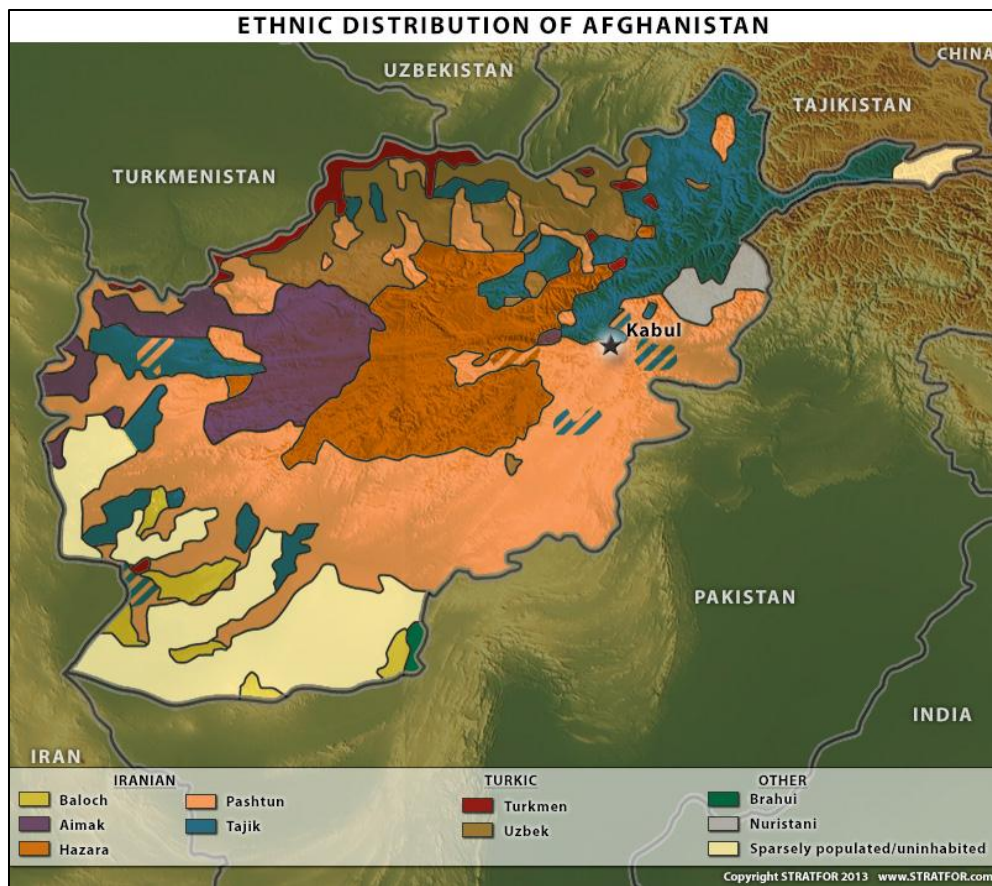 ETHNIC DISTRIBUTION OF AFGHANISTAN
CHINA
UZBEKISTAN
TAJIKISTAN
TURKMENISTAN
Kabul
PAKISTAN
INDIA
IRAN
IRANIAN
Baloch
Aimak
Hazara
Pashtun
Tajik
TURKIC
Turkmen
Uzbek
OTHER
Brahui
Nuristani
Sparsely populated/uninhabited
Copyright STRATFOR 2013 www.STRATFOR.com